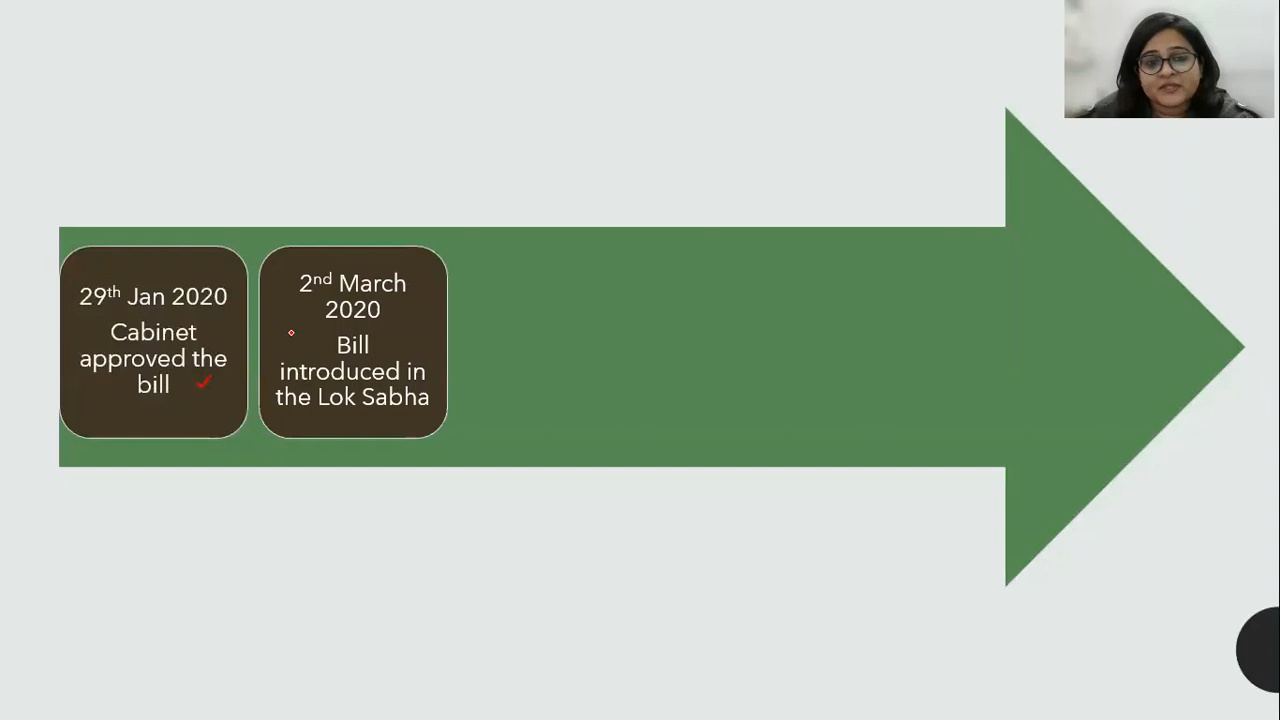 29th Jan 2020
Cabinet
approved the
bill
2nd March
2020
Bill
introduced in
the Lok Sabha